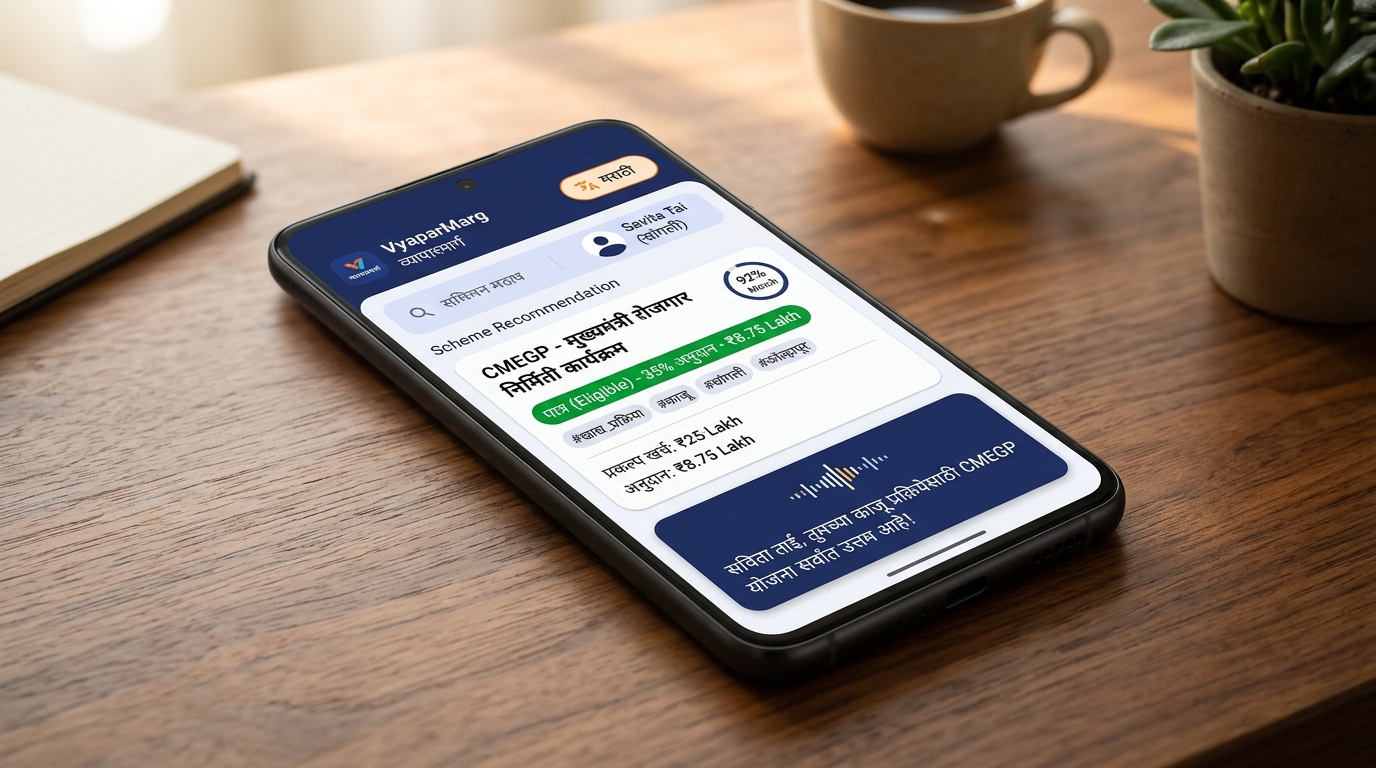 मराठी
VyaparMarg
व्यापारमार्ग
Savita Tai
(सांगली)
Scheme Recommendation
92%
Match
CMEGP - मुख्यमंत्री रोजगार
निर्मिती कार्यक्रम
पात्र (Eligible) - 35% अनुदान • ₹8.75 Lakh
#खाद्य_प्रक्रिया #काजू #सांगली
प्रकल्प खर्च: ₹25 Lakh
अनुदान: ₹8.75 Lakh
सविता ताई, तुमच्या काजू प्रक्रियेसाठी CMEGP
योजना सर्वात उत्तम आहे!